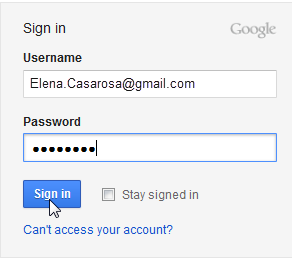 Sign in Google
Username
Elena.Casarosa@gmail.com
Password
●●●●●●●●
Sign in Stay signed in
Can't access your account?